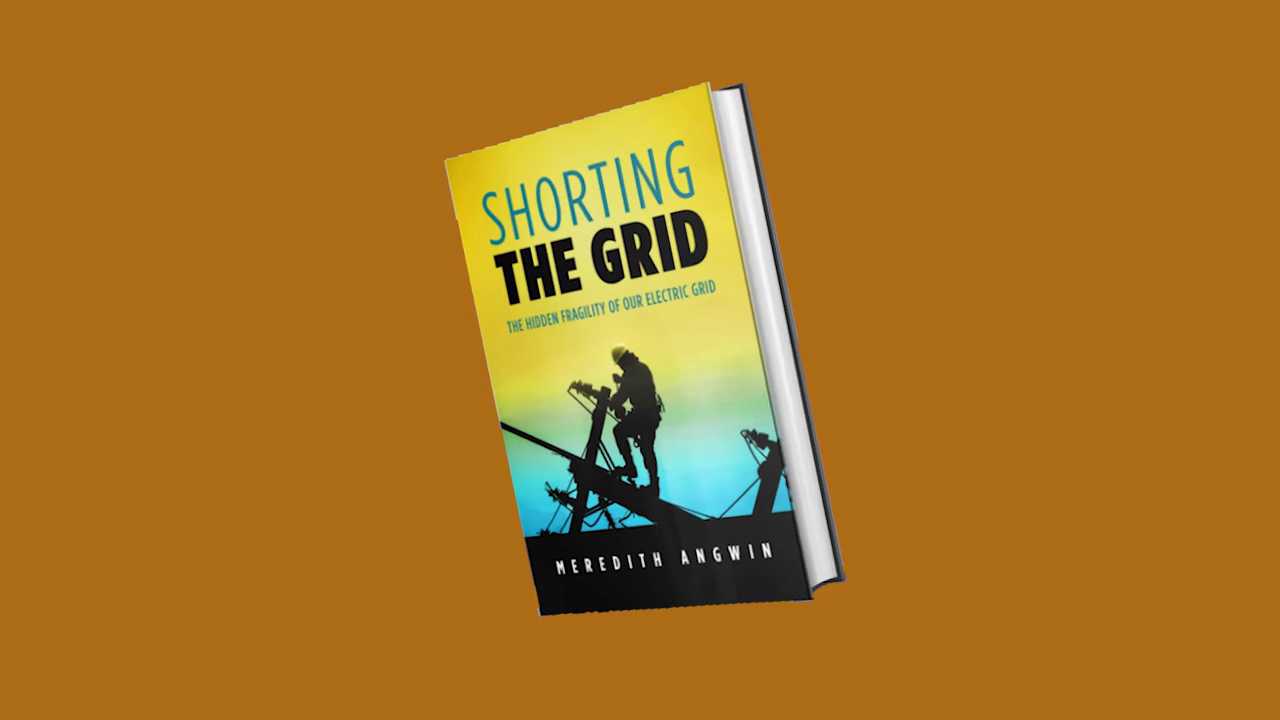 SHORTING
THE GRID
THE HIDDEN FRAGILITY OF OUR ELECTRIC GRID
MEREDITH ANGWIN